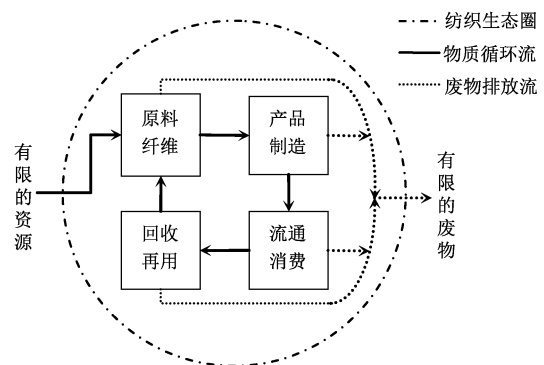 纺织生态圈
物质循环流
废物排放流
原料
纤维
产品
制造
有限的资源
有限的废物
回收
再用
流通
消费